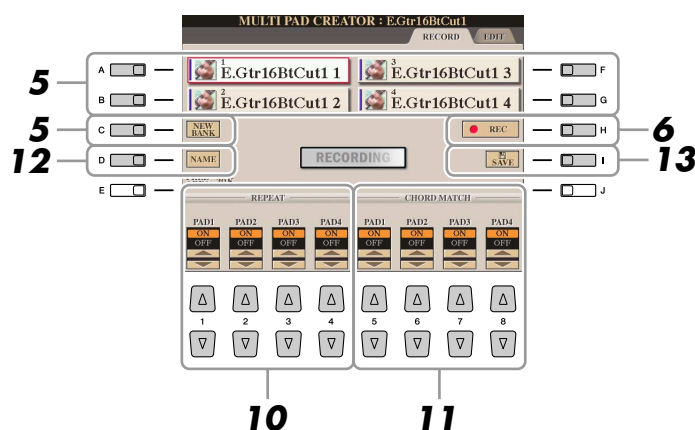 MULTI PAD CREATOR : E.Gtr16BtCut1
RECORD EDIT
A 1 E.Gtr16BtCut1 1 3 E.Gtr16BtCut1 3 F
5
B 2 E.Gtr16BtCut1 2 4 E.Gtr16BtCut1 4 G
5 C NEW BANK REC H 6
12 D NAME RECORDING SAVE I 13
E J
REPEAT CHORD MATCH
PAD1 PAD2 PAD3 PAD4 PAD1 PAD2 PAD3 PAD4
ON ON ON ON ON ON ON ON
OFF OFF OFF OFF OFF OFF OFF OFF
1 2 3 4 5 6 7 8
10 11